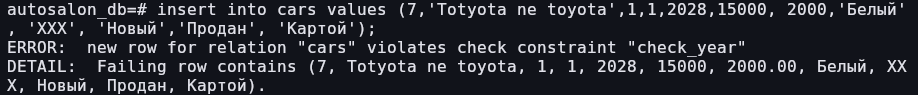 autosalon_db=# insert into cars values (7,'Totyota ne toyota',1,1,2028,15000, 2000,'Белый'
, 'XXX', 'Новый','Продан', 'Картой');
ERROR:  new row for relation "cars" violates check constraint "check_year"
DETAIL:  Failing row contains (7, Totyota ne toyota, 1, 1, 2028, 15000, 2000.00, Белый, XX
X, Новый, Продан, Картой).